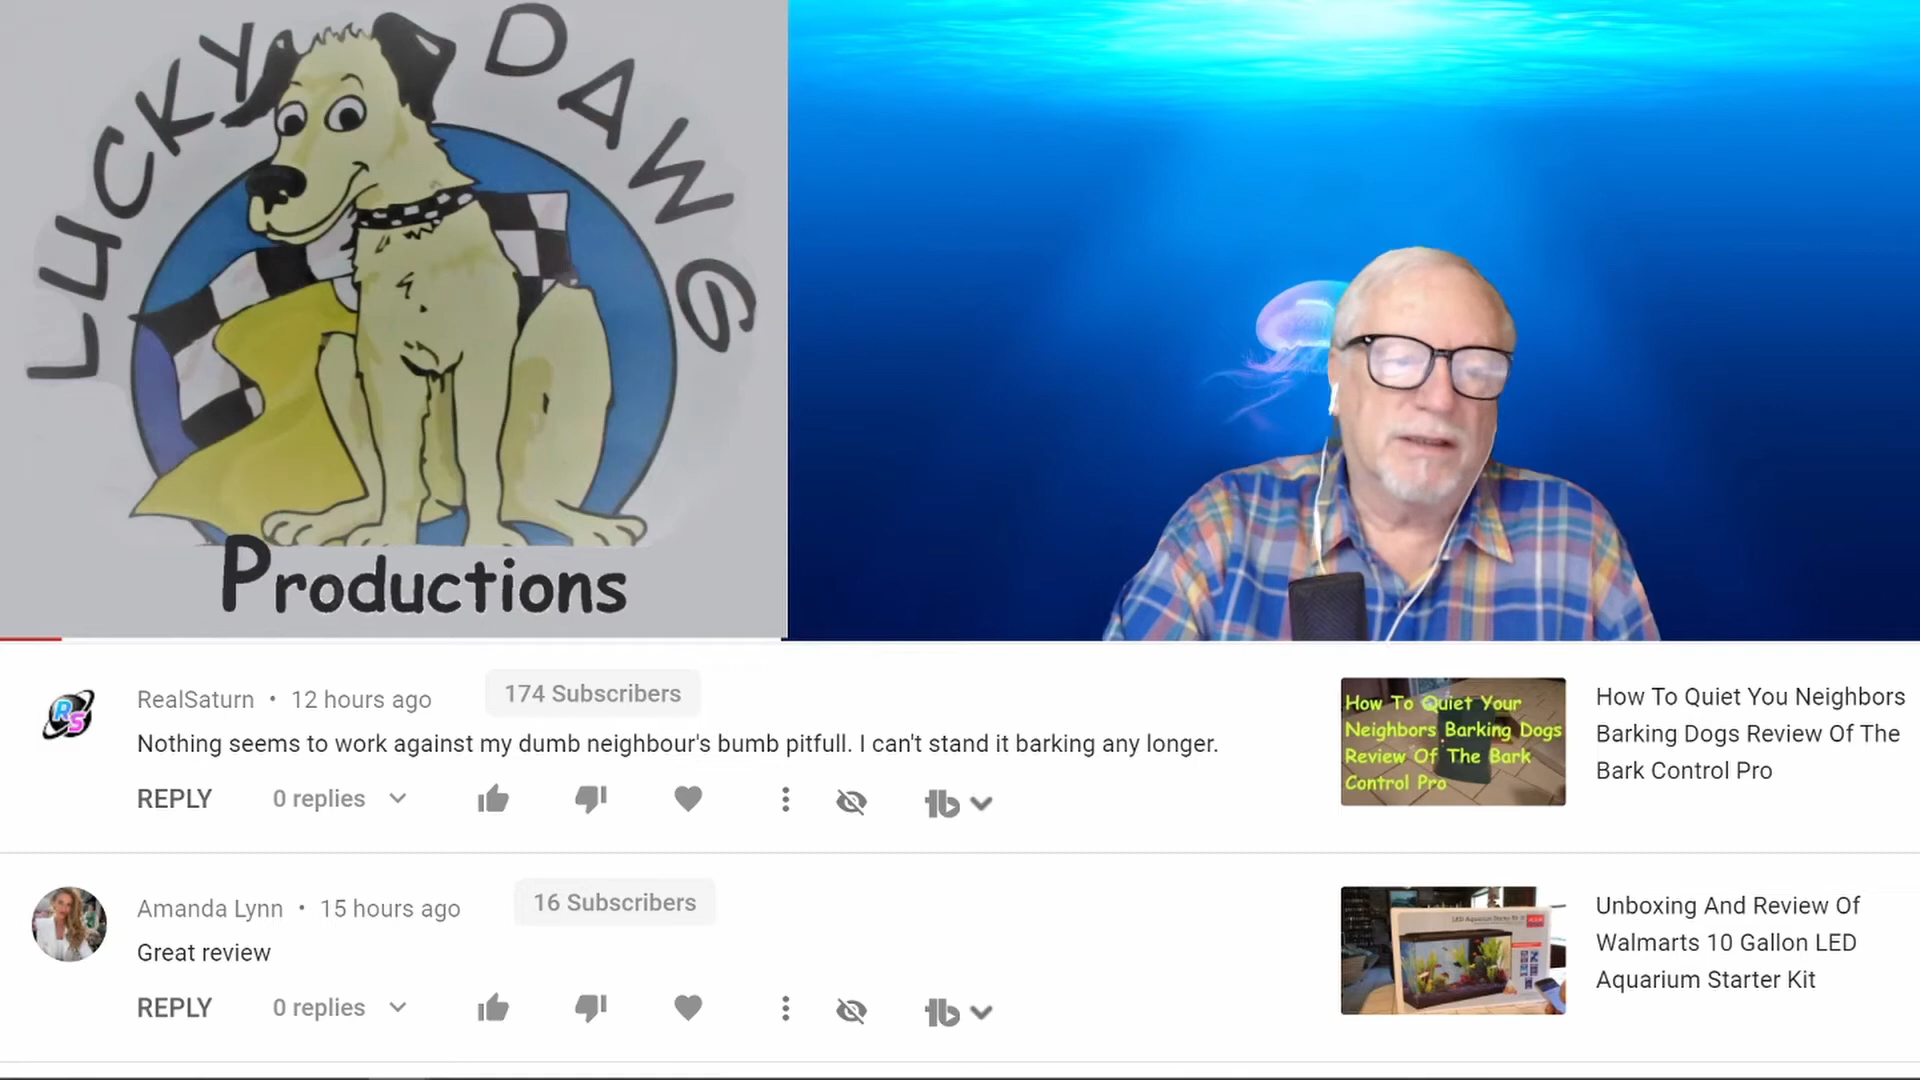 LUCKY DAWG
Productions
RealSaturn • 12 hours ago
174 Subscribers
Nothing seems to work against my dumb neighbour's bumb pitfull. I can't stand it barking any longer.
REPLY 0 replies
How To Quiet Your
Neighbors Barking Dogs
Review Of The Bark
Control Pro
How To Quiet You Neighbors
Barking Dogs Review Of The
Bark Control Pro
Amanda Lynn • 15 hours ago
16 Subscribers
Great review
REPLY 0 replies
Unboxing And Review Of
Walmarts 10 Gallon LED
Aquarium Starter Kit